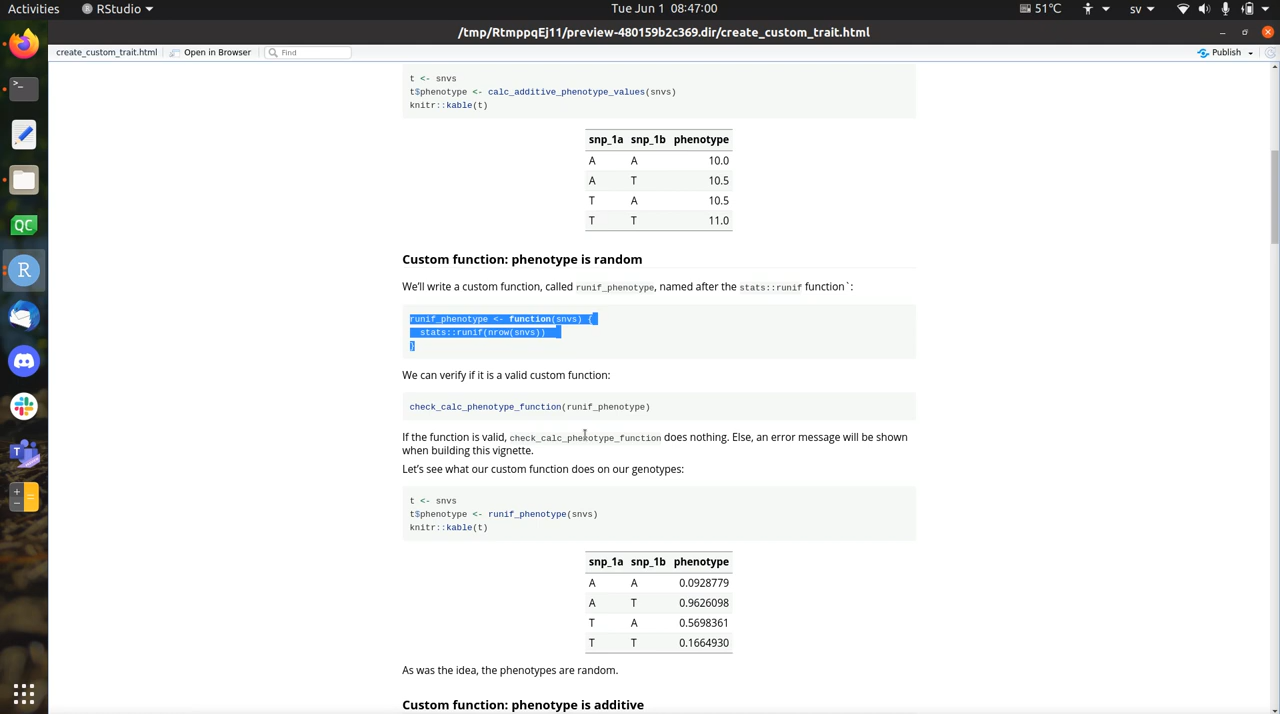 Activities RStudio Tue Jun 1 08:47:00 51°C sv
/tmp/RtmppqEj11/preview-480159b2c369.dir/create_custom_trait.html
create_custom_trait.html Open in Browser Find Publish
t <- snvs
t$phenotype <- calc_additive_phenotype_values(snvs)
knitr::kable(t)
snp_1a snp_1b phenotype
A A 10.0
A T 10.5
T A 10.5
T T 11.0
Custom function: phenotype is random
We'll write a custom function, called runif_phenotype, named after the stats::runif function`:
runif_phenotype <- function(snvs) {
stats::runif(nrow(snvs))
}
We can verify if it is a valid custom function:
check_calc_phenotype_function(runif_phenotype)
If the function is valid, check_calc_phenotype_function does nothing. Else, an error message will be shown
when building this vignette.
Let's see what our custom function does on our genotypes:
t <- snvs
t$phenotype <- runif_phenotype(snvs)
knitr::kable(t)
snp_1a snp_1b phenotype
A A 0.0928779
A T 0.9626098
T A 0.5698361
T T 0.1664930
As was the idea, the phenotypes are random.
Custom function: phenotype is additive
QC
R